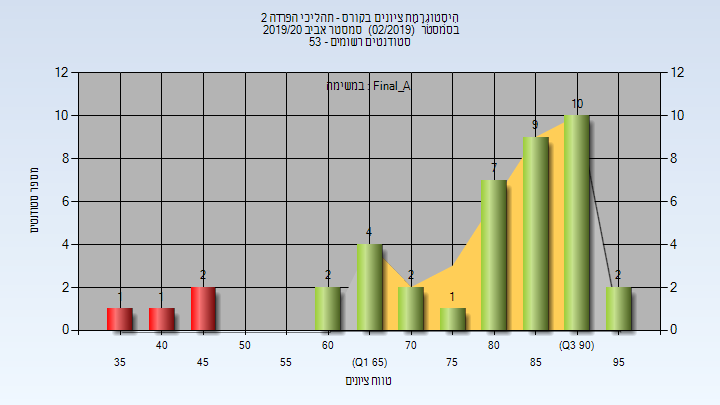 היסטוגרמת ציונים בקורס - תהליכי הפרדה 2
בסמסטר (02/2019) סמסטר אביב 2019/20
סטודנטים רשומים - 53
במשימה : Final_A
מספר סטודנטים
12 12
10 10
8 8
6 6
4 4
2 2
0 0
1 1 2 2 4 2 1 7 9 10 2
40 50 60 70 80 (Q3 90)
35 45 55 (Q1 65) 75 85 95
טווח ציונים